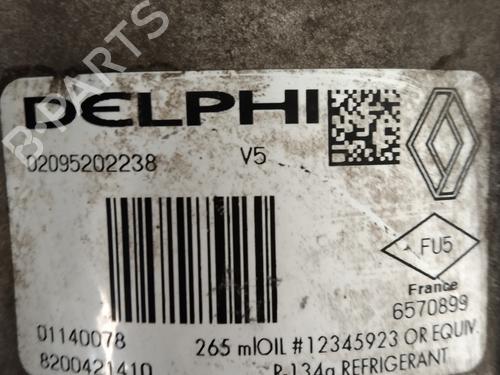 DELPHI
02095202238 V5
FU5
France
6570899
01140078 265 mlOIL #12345923 OR EQUIV.
8200421410 R-134a REFRIGERANT
B-PARTS